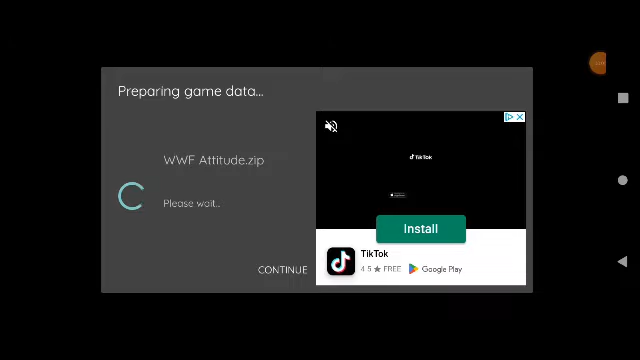 Preparing game data...
WWF Attitude.zip
Please wait..
CONTINUE
TikTok
Install
TikTok
4.5 ★ FREE Google Play